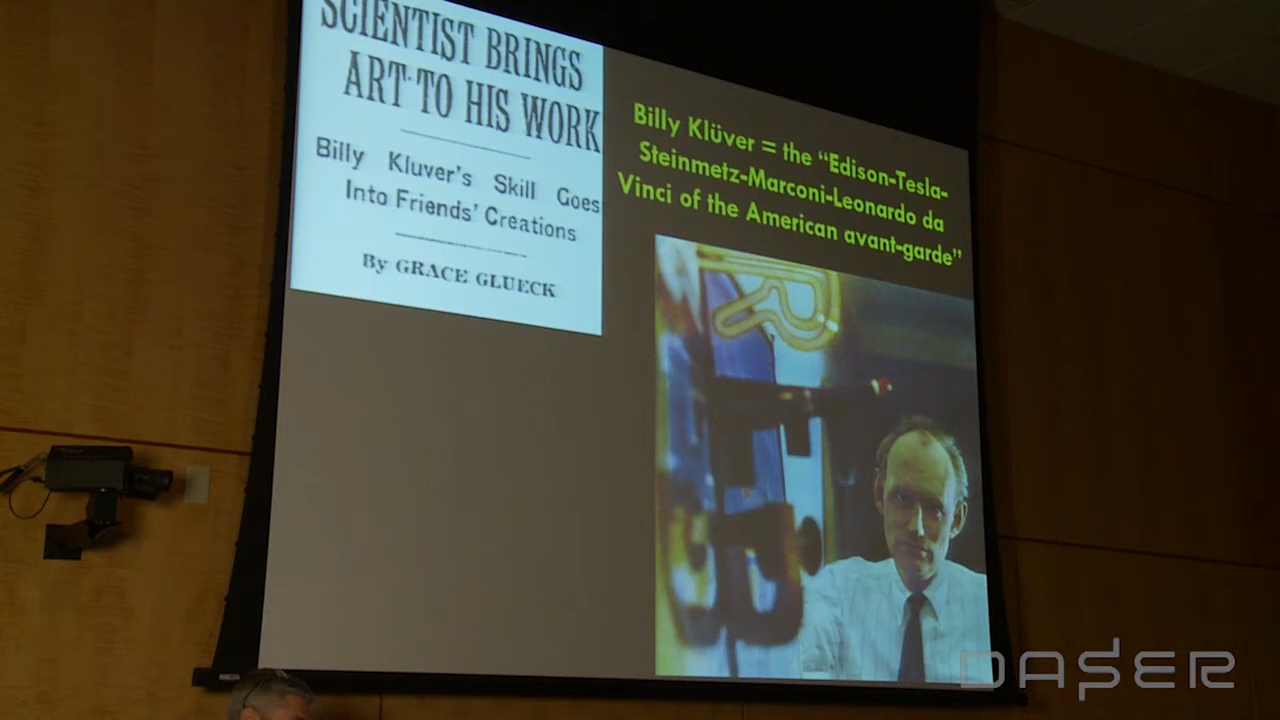 SCIENTIST BRINGS
ART TO HIS WORK
Billy Kluver's Skill Goes
Into Friends' Creations
By GRACE GLUECK
Billy Klüver = the “Edison-Tesla-
Steinmetz-Marconi-Leonardo da
Vinci of the American avant-garde”
R
DASER